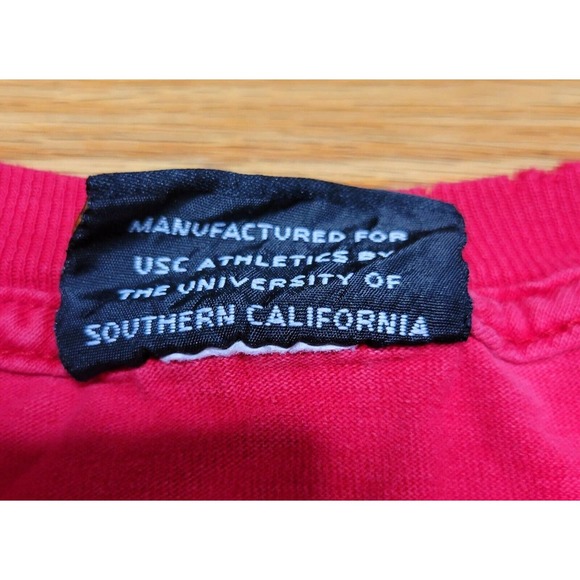 MANUFACTURED FOR
USC ATHLETICS BY
THE UNIVERSITY OF
SOUTHERN CALIFORNIA